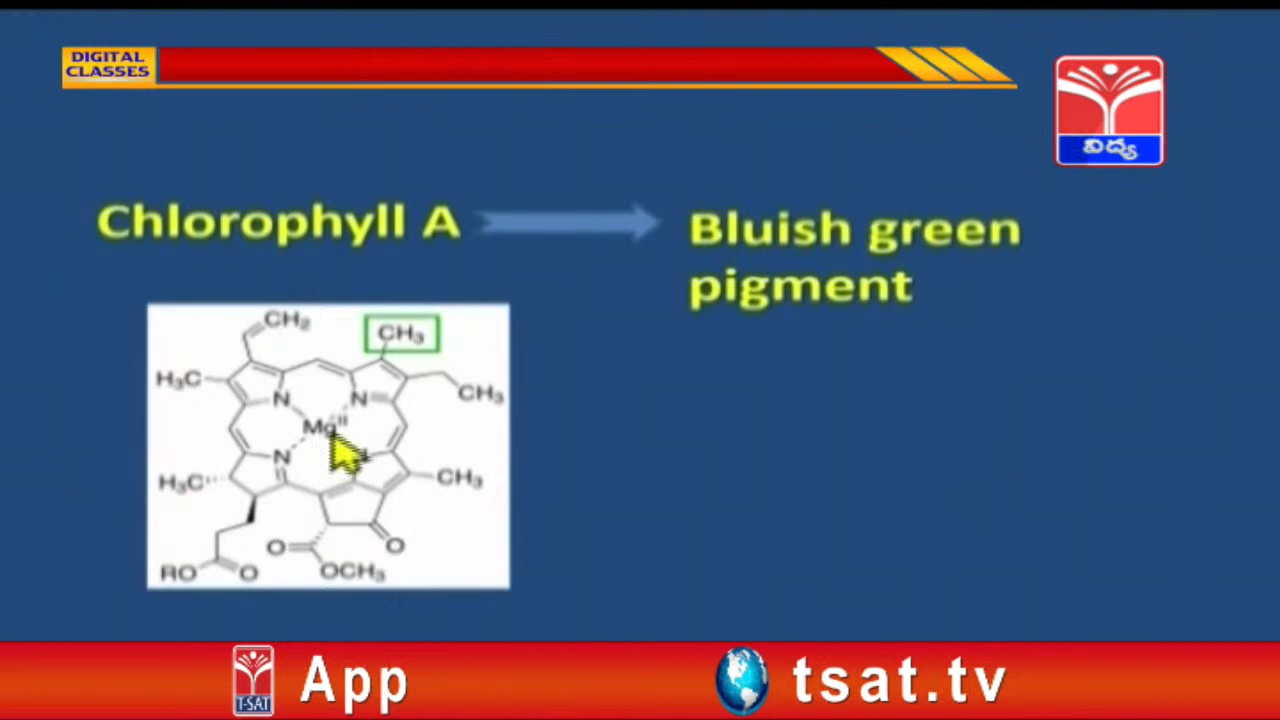 DIGITAL
CLASSES
విద్య
Chlorophyll A
Bluish green
pigment
CH₂
CH₃
H₃C
CH₃
N
N
Mg
II
N
H₃C
CH₃
O
O
RO
O
OCH₃
T-SAT
App
tsat.tv